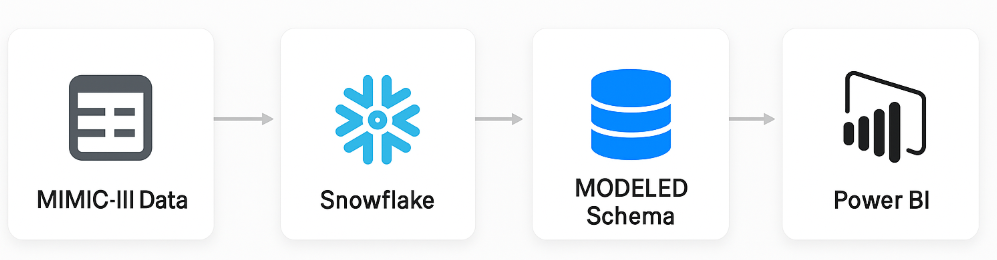 MIMIC-III Data
Snowflake
MODELED
Schema
Power BI